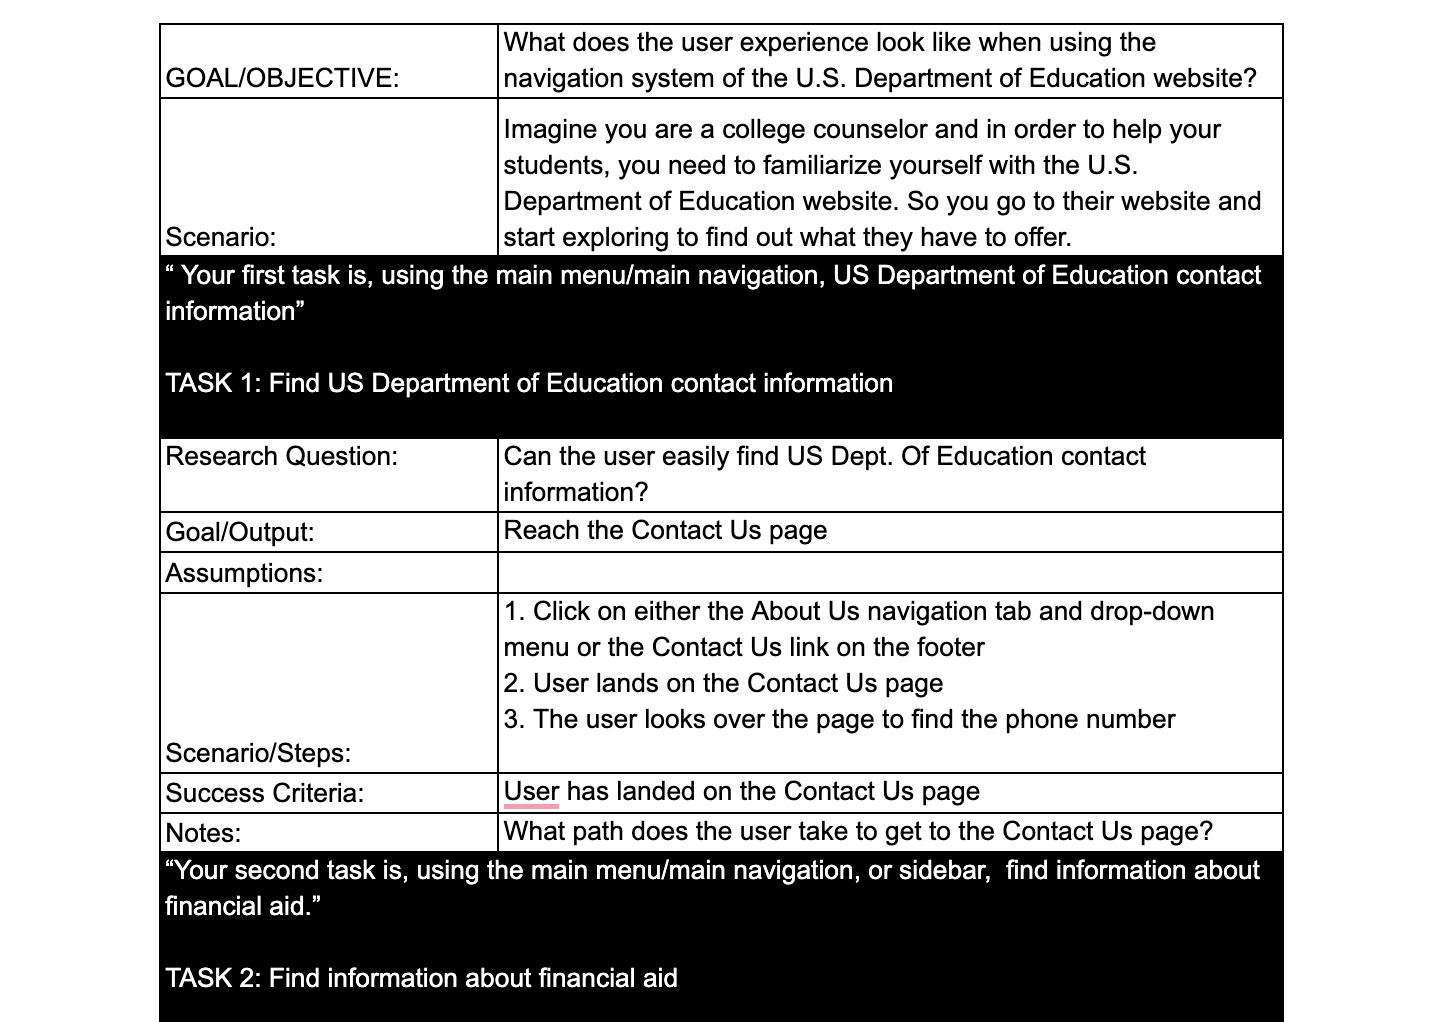 What does the user experience look like when using the
GOAL/OBJECTIVE: navigation system of the U.S. Department of Education website?
Imagine you are a college counselor and in order to help your
students, you need to familiarize yourself with the U.S.
Department of Education website. So you go to their website and
Scenario: start exploring to find out what they have to offer.
“ Your first task is, using the main menu/main navigation, US Department of Education contact
information”
TASK 1: Find US Department of Education contact information
Research Question: Can the user easily find US Dept. Of Education contact
information?
Goal/Output: Reach the Contact Us page
Assumptions:
1. Click on either the About Us navigation tab and drop-down
menu or the Contact Us link on the footer
2. User lands on the Contact Us page
3. The user looks over the page to find the phone number
Scenario/Steps:
Success Criteria: User has landed on the Contact Us page
Notes: What path does the user take to get to the Contact Us page?
“Your second task is, using the main menu/main navigation, or sidebar,  find information about
financial aid.”
TASK 2: Find information about financial aid